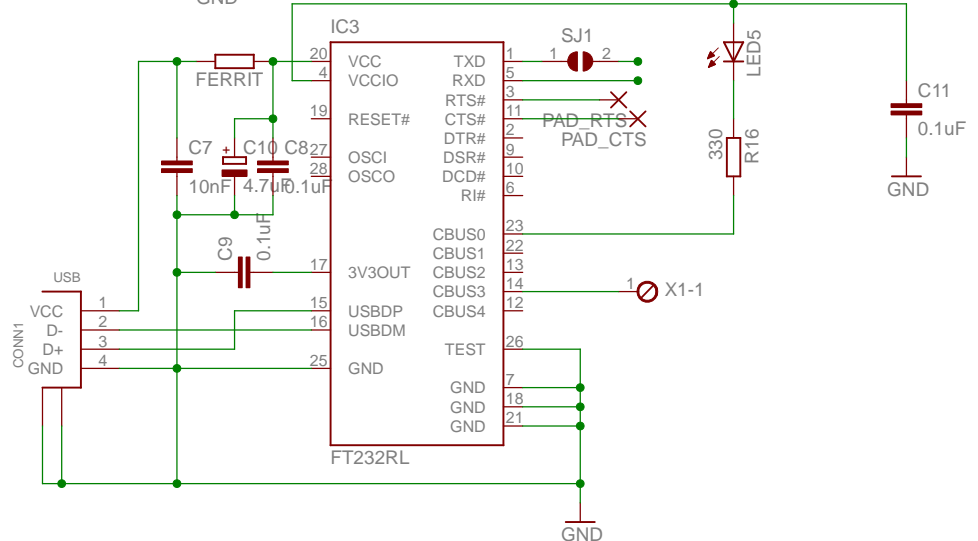 GND
IC3
20 VCC
4 VCCIO
19 RESET#
27 OSCI
28 OSCO
17 3V3OUT
15 USBDP
16 USBDM
25 GND
TXD 1
RXD 5
RTS# 3
CTS# 11
DTR# 2
DSR# 9
DCD# 10
RI# 6
CBUS0 23
CBUS1 22
CBUS2 13
CBUS3 14
CBUS4 12
TEST 26
GND 7
GND 18
GND 21
FT232RL
FERRIT
C7
10nF
+
C10
4.7uF
C8
0.1uF
C9
0.1uF
USB
CONN1
VCC 1
D- 2
D+ 3
GND 4
SJ1
1 2
PAD_RTS
PAD_CTS
LED5
330
R16
C11
0.1uF
GND
1 X1-1
GND